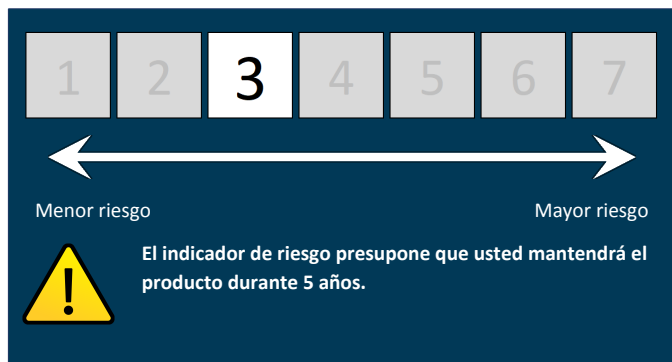 1 2 3 4 5 6 7
Menor riesgo Mayor riesgo
El indicador de riesgo presupone que usted mantendrá el
producto durante 5 años.